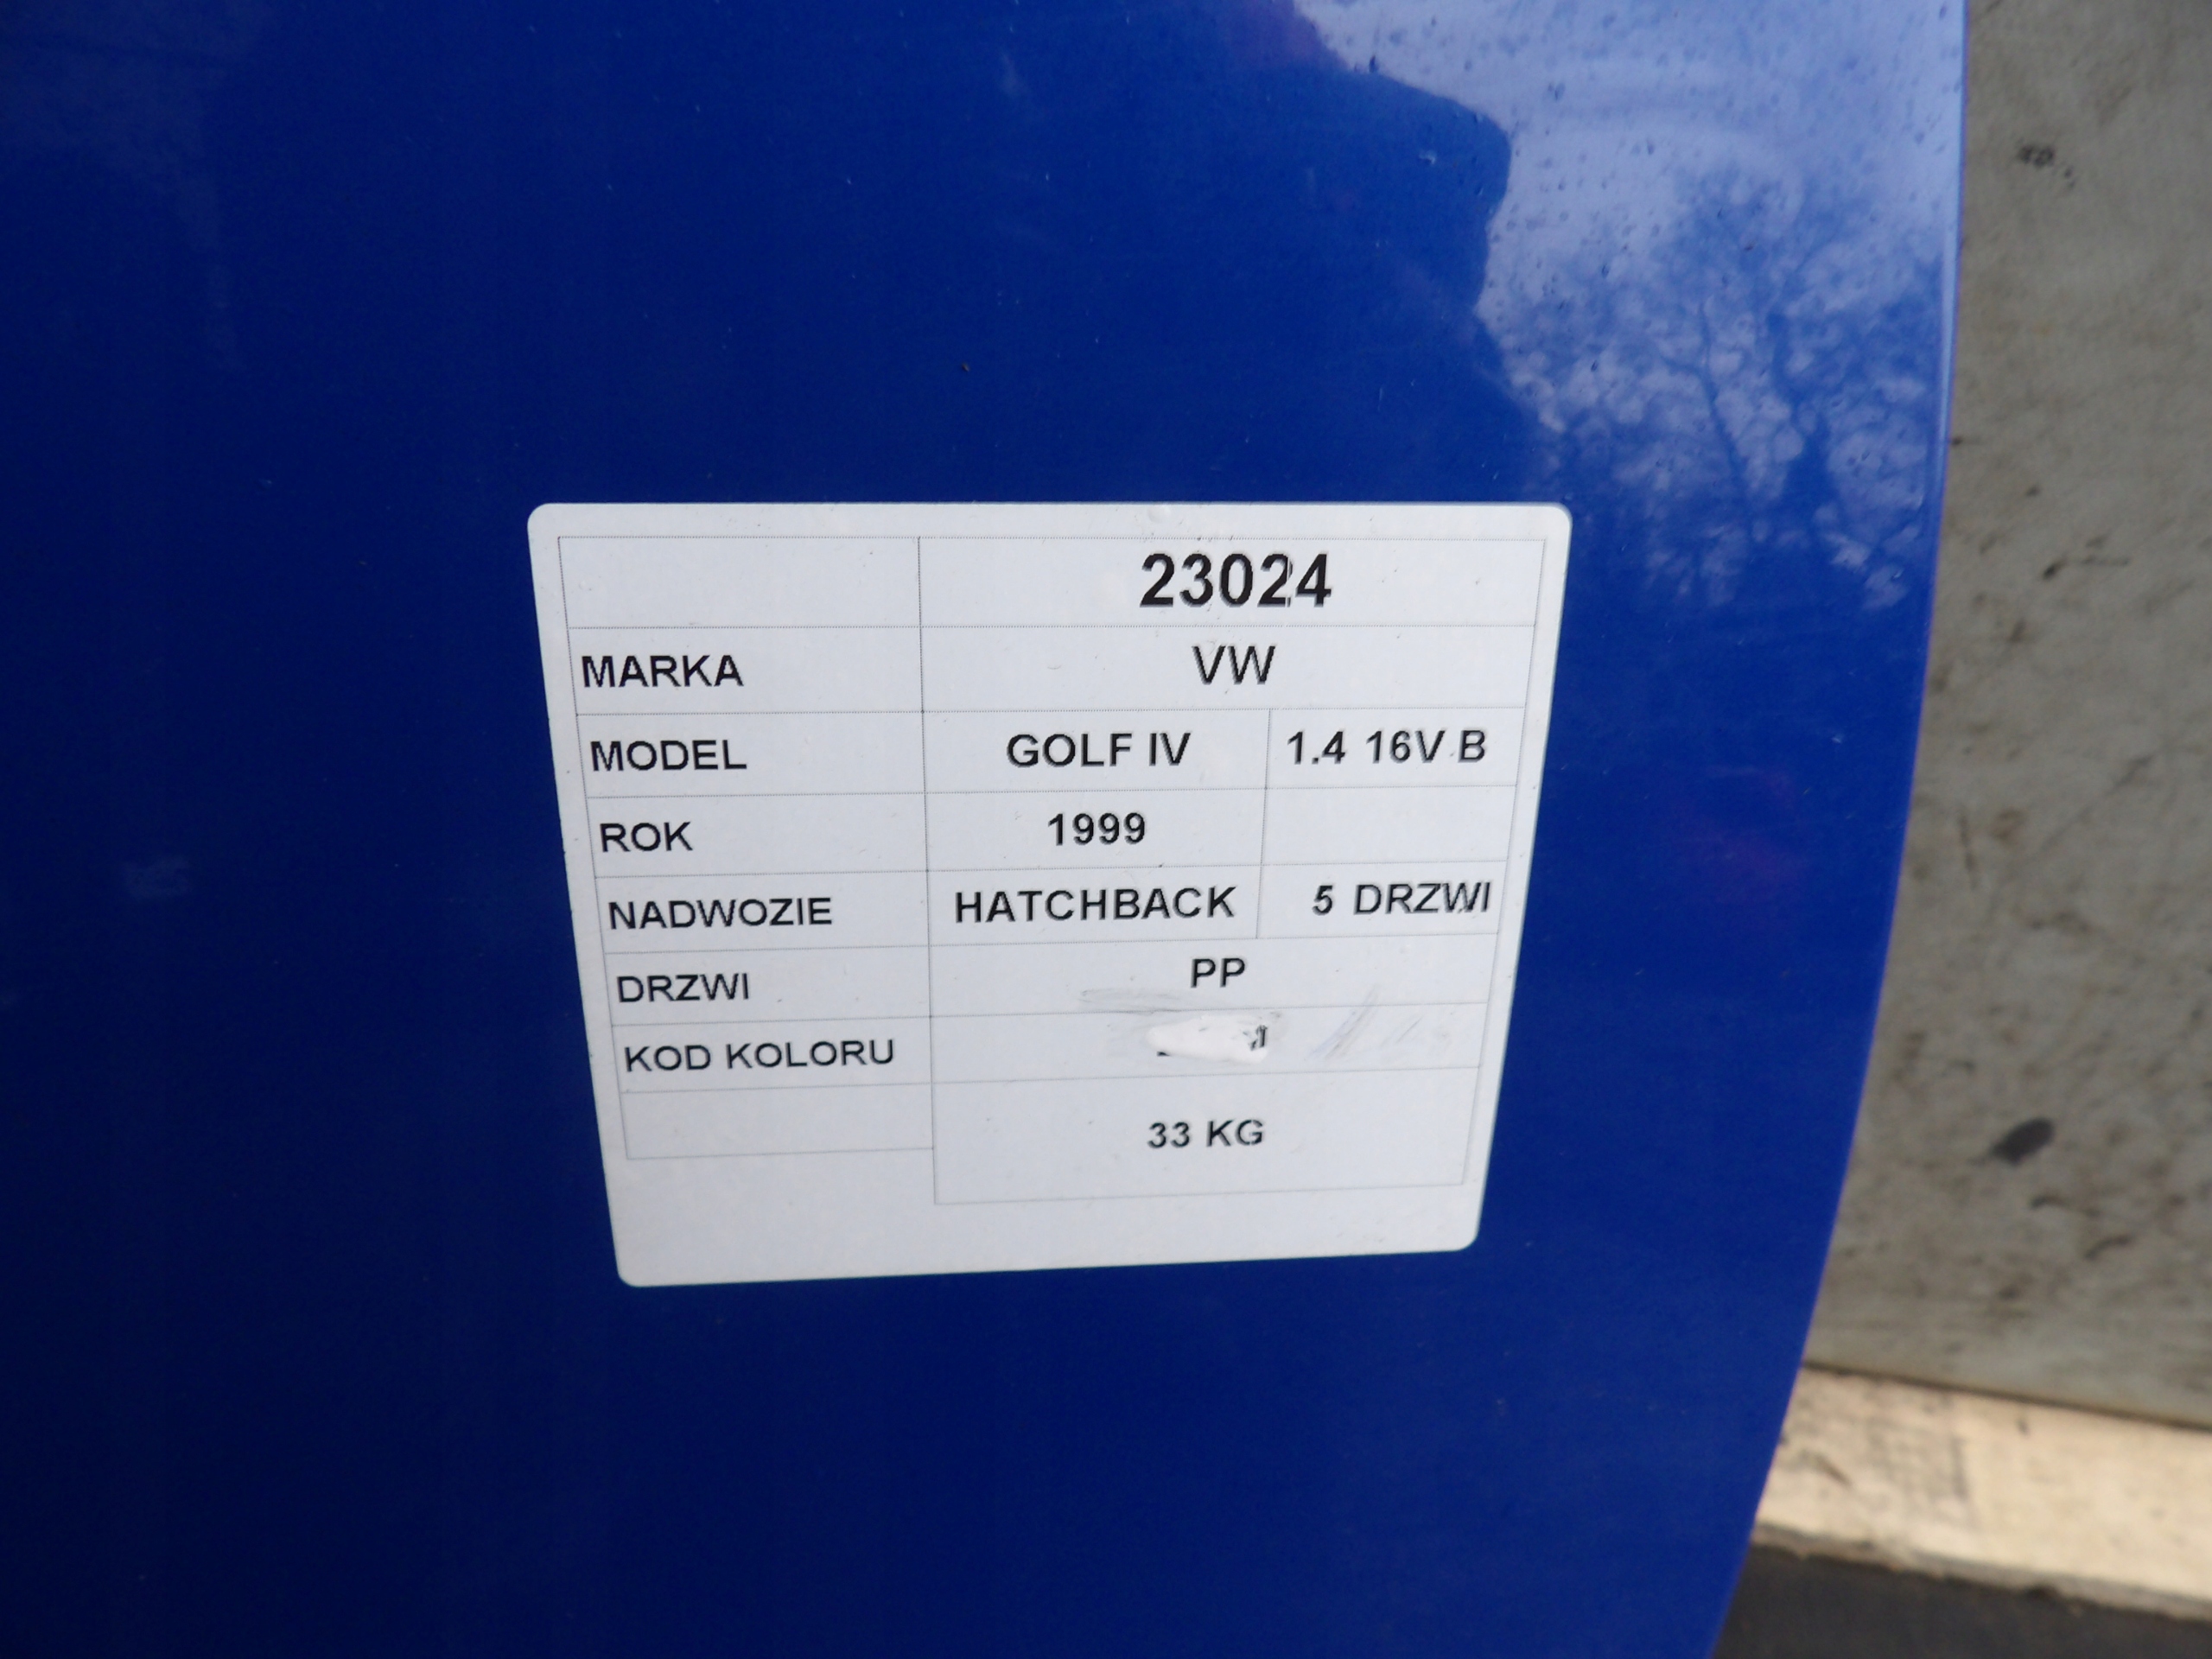 23024
MARKA VW
MODEL GOLF IV 1.4 16V B
ROK 1999
NADWOZIE HATCHBACK 5 DRZWI
DRZWI PP
KOD KOLORU
33 KG